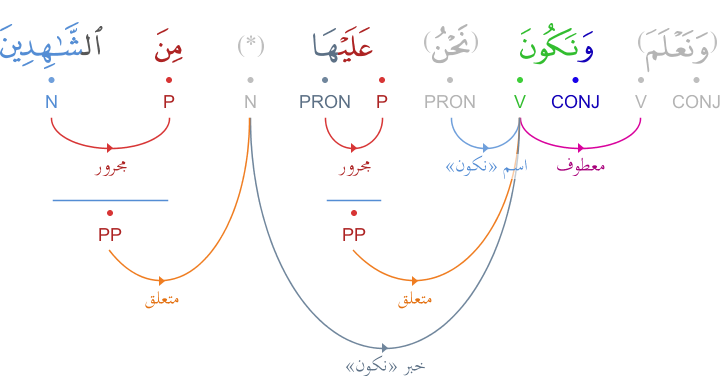 (وَنَعْلَمَ) وَنَكُونَ (نَحْنُ) عَلَيْهَا (*) مِنَ ٱلشَّـٰهِدِينَ
CONJ V CONJ V PRON P PRON N P N
معطوف اسم «نكون» مجرور مجرور
PP PP
متعلق متعلق
خبر «نكون»